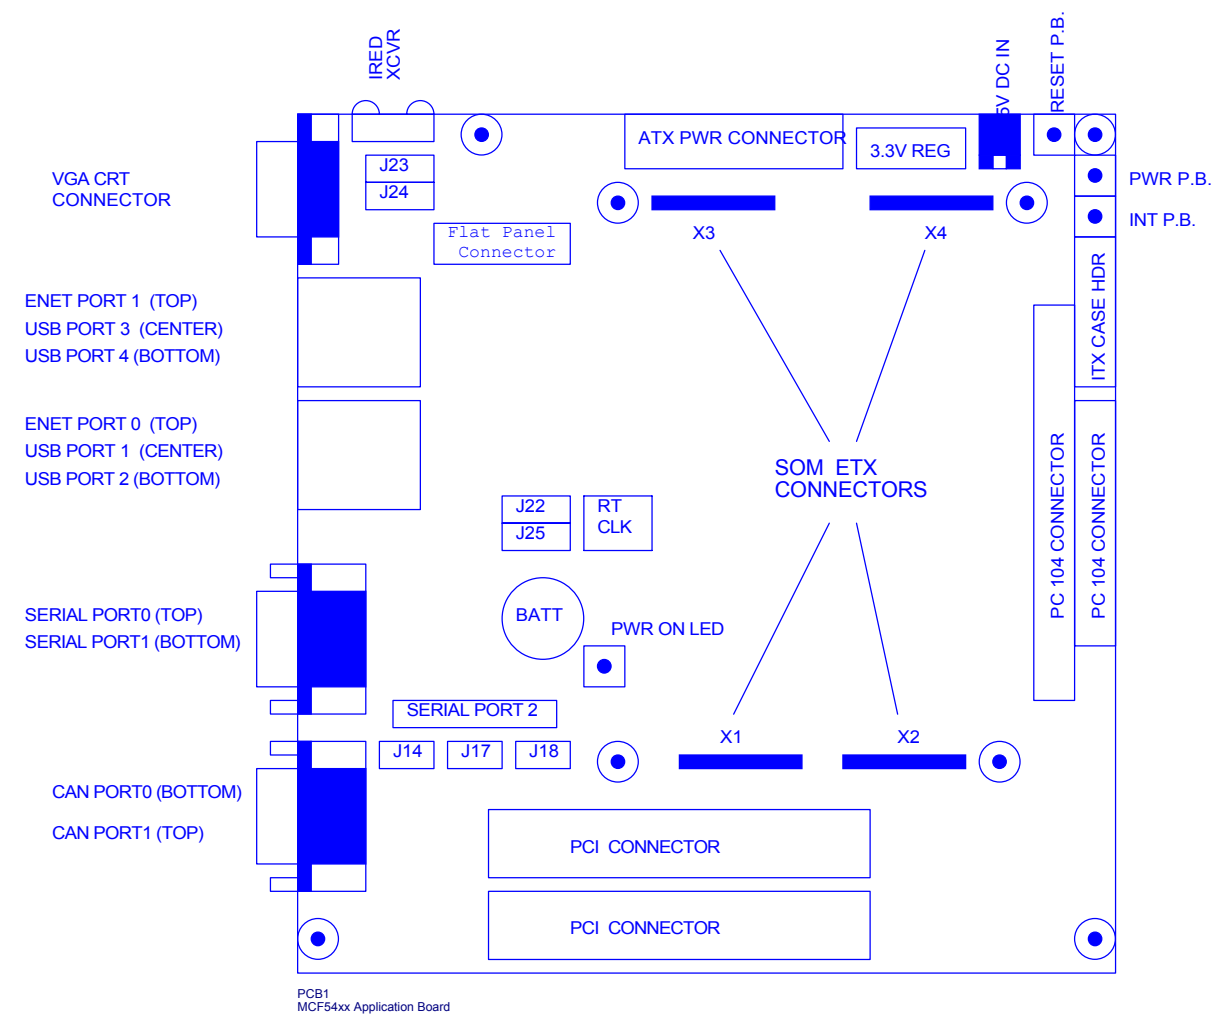 IRED
XCVR
5V DC IN
RESET P.B.
ATX PWR CONNECTOR
3.3V REG
J23
J24
VGA CRT
CONNECTOR
PWR P.B.
INT P.B.
Flat Panel
Connector
X3
X4
ITX CASE HDR
ENET PORT 1 (TOP)
USB PORT 3 (CENTER)
USB PORT 4 (BOTTOM)
ENET PORT 0 (TOP)
USB PORT 1 (CENTER)
USB PORT 2 (BOTTOM)
SOM ETX
CONNECTORS
PC 104 CONNECTOR
PC 104 CONNECTOR
J22
J25
RT
CLK
BATT
PWR ON LED
SERIAL PORT0 (TOP)
SERIAL PORT1 (BOTTOM)
SERIAL PORT 2
J14
J17
J18
X1
X2
CAN PORT0 (BOTTOM)
CAN PORT1 (TOP)
PCI CONNECTOR
PCI CONNECTOR
PCB1
MCF54xx Application Board